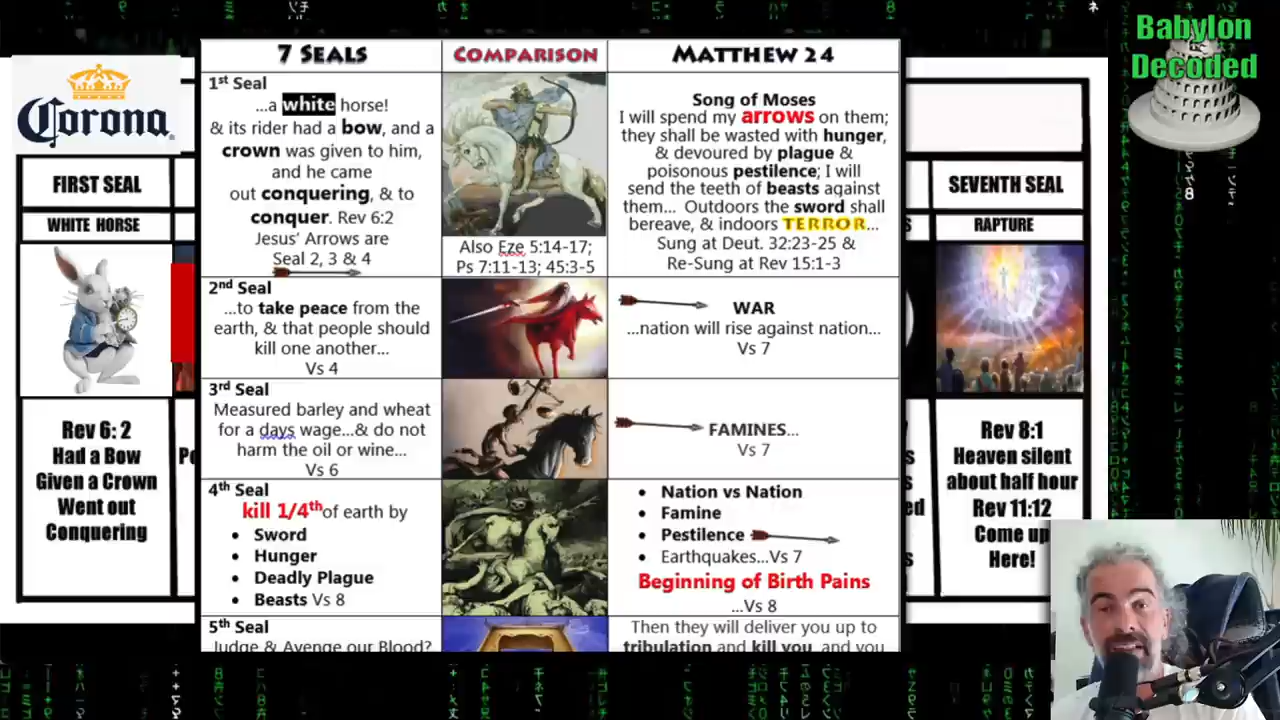 Babylon
Decoded
Corona
FIRST SEAL
WHITE HORSE
Rev 6: 2
Had a Bow
Given a Crown
Went out
Conquering
7 SEALS
COMPARISON
MATTHEW 24
1st Seal
...a white horse!
& its rider had a bow, and a
crown was given to him,
and he came
out conquering, & to
conquer. Rev 6:2
Jesus' Arrows are
Seal 2, 3 & 4
Also Eze 5:14-17;
Ps 7:11-13; 45:3-5
Song of Moses
I will spend my arrows on them;
they shall be wasted with hunger,
& devoured by plague &
poisonous pestilence; I will
send the teeth of beasts against
them... Outdoors the sword shall
bereave, & indoors TERROR...
Sung at Deut. 32:23-25 &
Re-Sung at Rev 15:1-3
2nd Seal
...to take peace from the
earth, & that people should
kill one another...
Vs 4
WAR
...nation will rise against nation...
Vs 7
3rd Seal
Measured barley and wheat
for a days wage...& do not
harm the oil or wine...
Vs 6
FAMINES...
Vs 7
4th Seal
kill 1/4th of earth by
• Sword
• Hunger
• Deadly Plague
• Beasts Vs 8
• Nation vs Nation
• Famine
• Pestilence
• Earthquakes...Vs 7
Beginning of Birth Pains
...Vs 8
5th Seal
Judge & Avenge our Blood?
Then they will deliver you up to
tribulation and kill you, and you
SEVENTH SEAL
RAPTURE
Rev 8:1
Heaven silent
about half hour
Rev 11:12
Come up
Here!